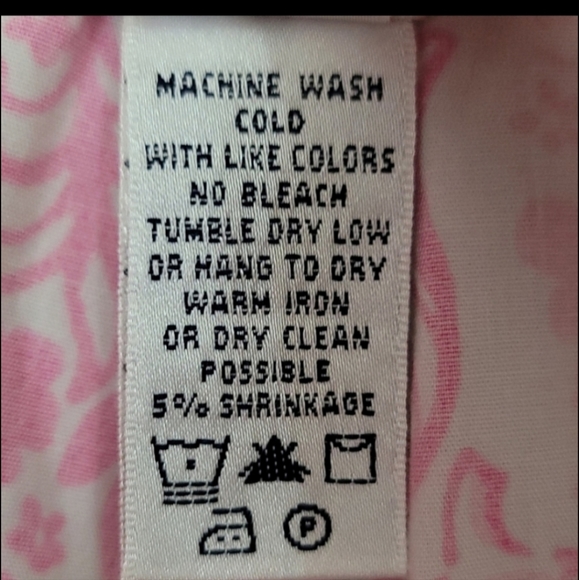 MACHINE WASH
COLD
WITH LIKE COLORS
NO BLEACH
TUMBLE DRY LOW
OR HANG TO DRY
WARM IRON
OR DRY CLEAN
POSSIBLE
5% SHRINKAGE
P